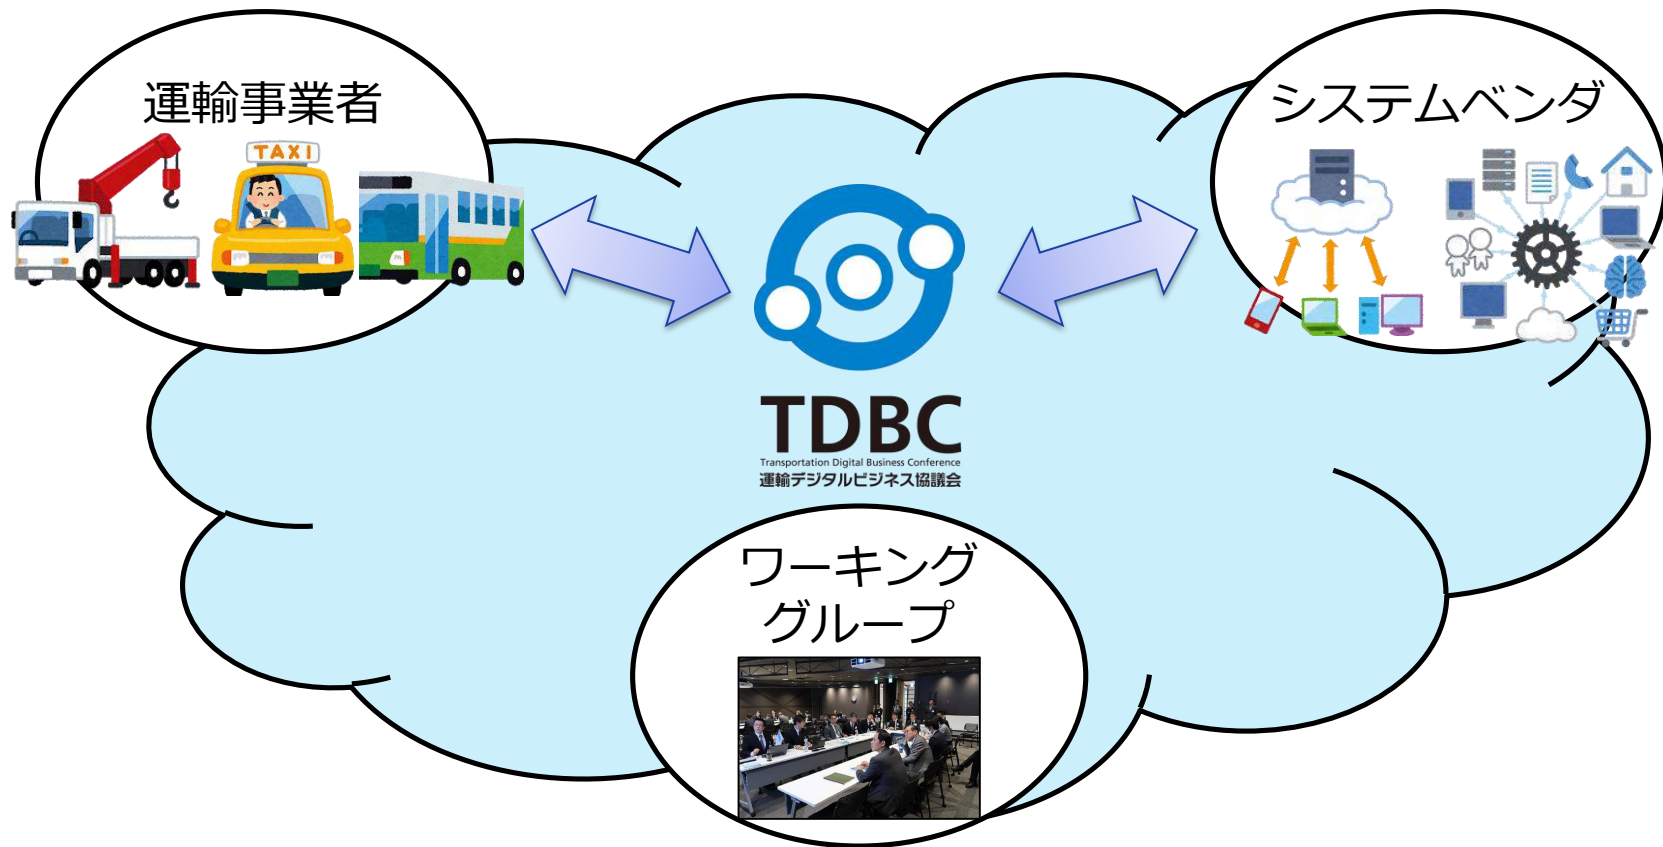 運輸事業者
TAXI
システムベンダ
TDBC
Transportation Digital Business Conference
運輸デジタルビジネス協議会
ワーキング
グループ